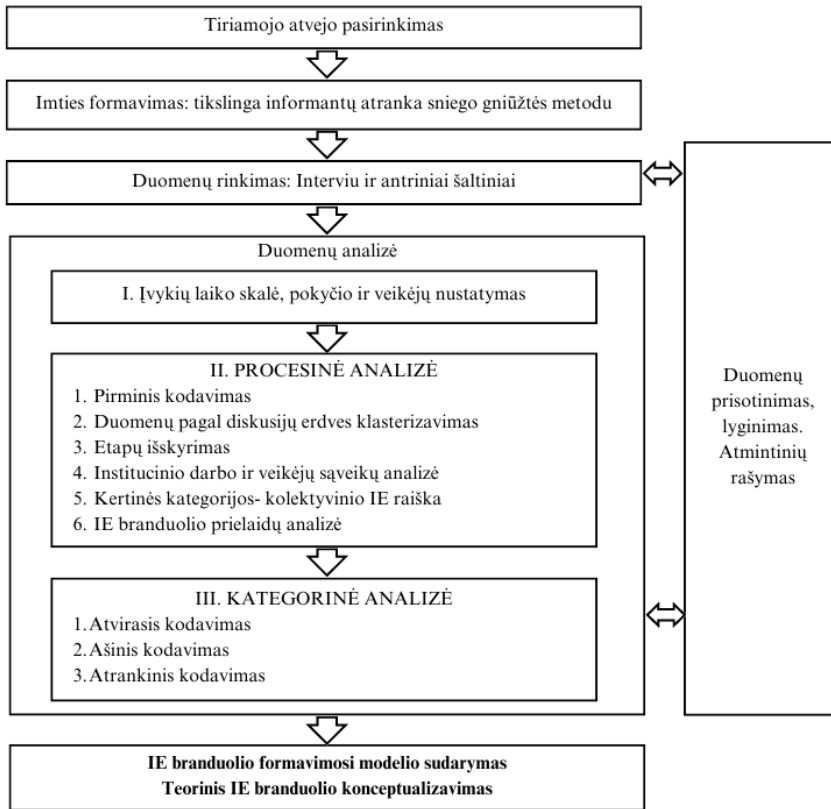 Tiriamojo atvejo pasirinkimas
Imties formavimas: tikslinga informantų atranka sniego gniūžtės metodu
Duomenų rinkimas: Interviu ir antriniai šaltiniai
Duomenų analizė
I. Įvykių laiko skalė, pokyčio ir veikėjų nustatymas
II. PROCESINĖ ANALIZĖ
1. Pirminis kodavimas
2. Duomenų pagal diskusijų erdves klasterizavimas
3. Etapų išskyrimas
4. Institucinio darbo ir veikėjų sąveikų analizė
5. Kertinės kategorijos- kolektyvinio IE raiška
6. IE branduolio prielaidų analizė
III. KATEGORINĖ ANALIZĖ
1. Atvirasis kodavimas
2. Ašinis kodavimas
3. Atrankinis kodavimas
Duomenų
prisotinimas,
lyginimas.
Atmintinių
rašymas
IE branduolio formavimosi modelio sudarymas
Teorinis IE branduolio konceptualizavimas